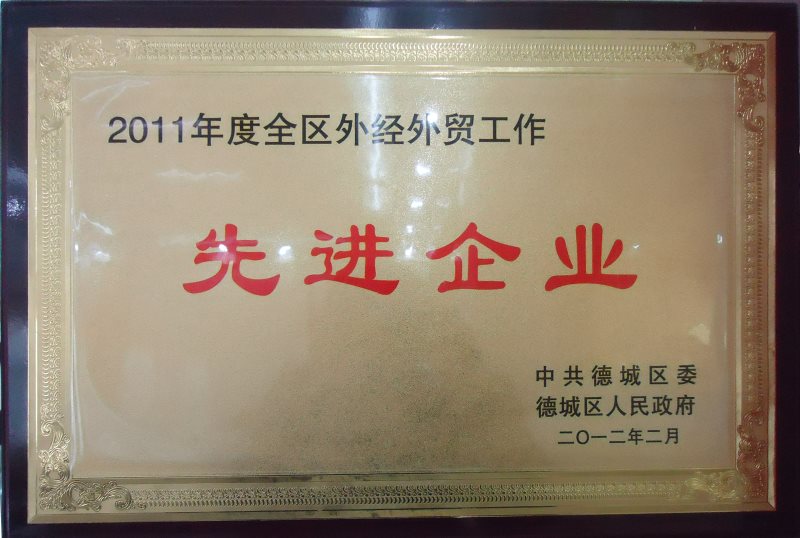 2011年度全区外经外贸工作
先进企业
中共德城区委
德城区人民政府
二〇一二年二月